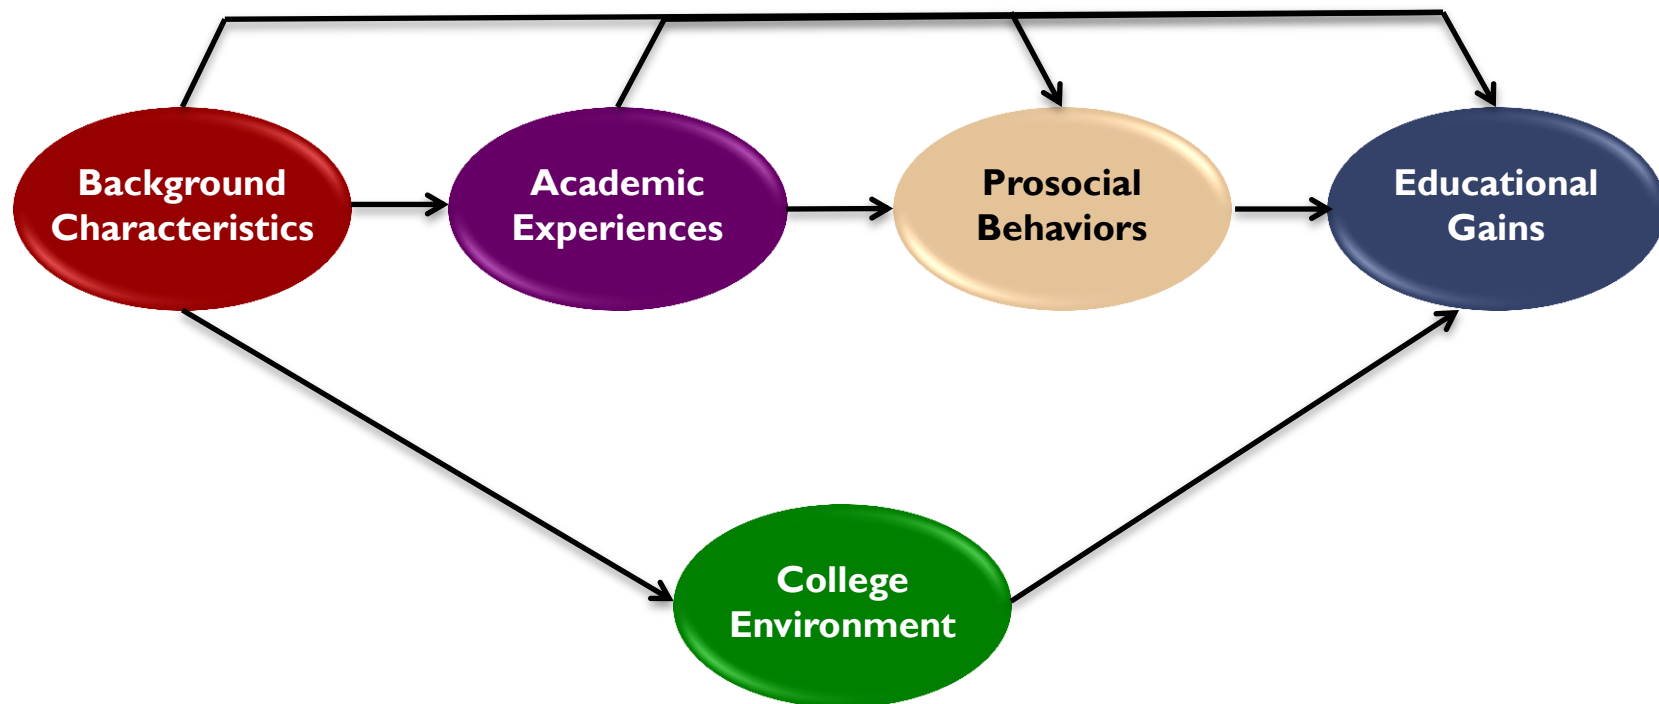 Background
Characteristics
Academic
Experiences
Prosocial
Behaviors
Educational
Gains
College
Environment